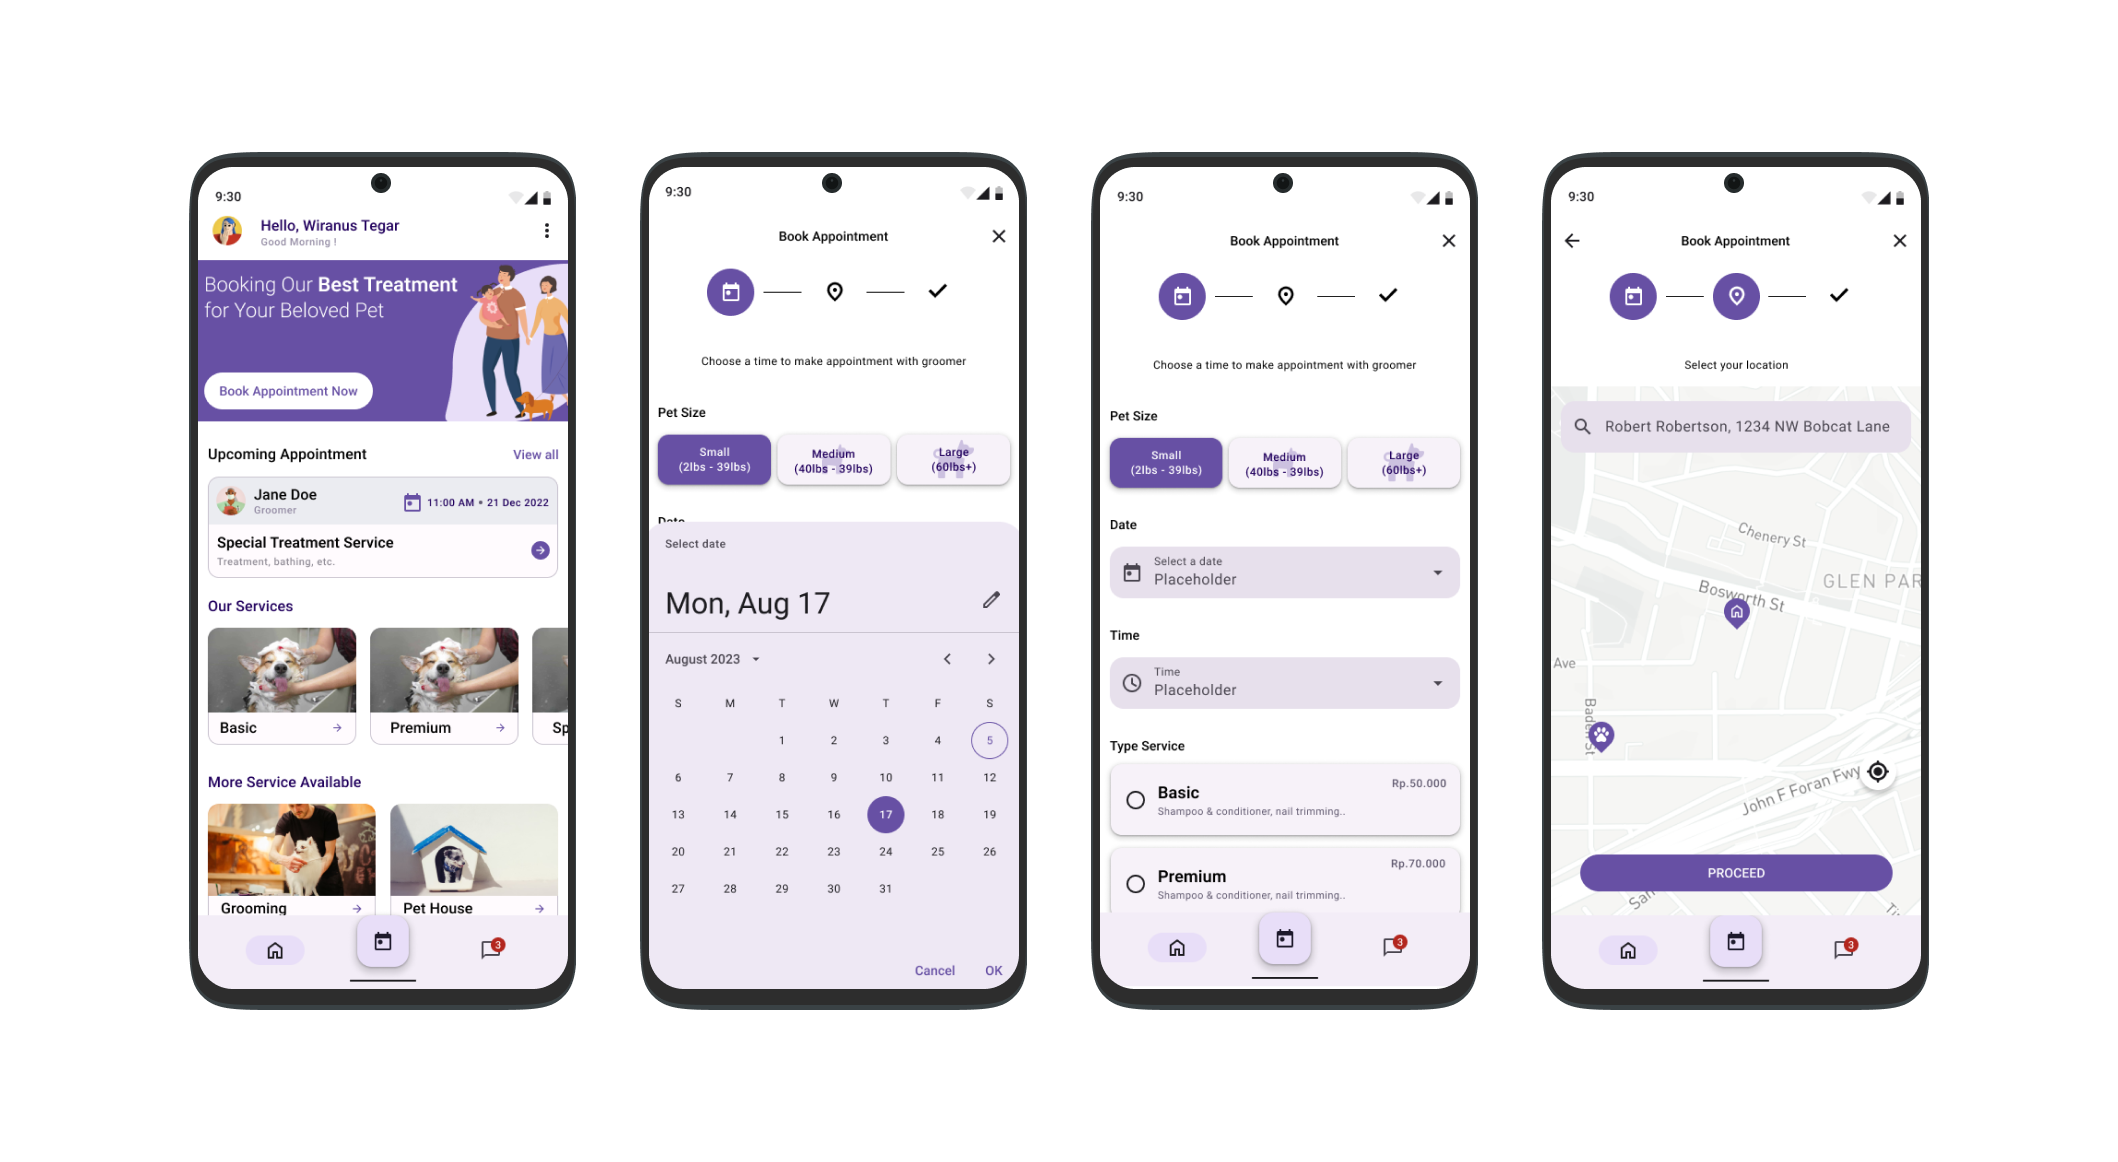 9:30
Hello, Wiranus Tegar
Good Morning !
Booking Our Best Treatment
for Your Beloved Pet
Book Appointment Now
Upcoming Appointment
View all
Jane Doe
Groomer
11:00 AM • 21 Dec 2022
Special Treatment Service
Treatment, bathing, etc.
Our Services
Basic
Premium
Sp
More Service Available
Grooming
Pet House
3
9:30
Book Appointment
Choose a time to make appointment with groomer
Pet Size
Small
(2lbs - 39lbs)
Medium
(40lbs - 39lbs)
Large
(60lbs+)
Date
Select date
Mon, Aug 17
August 2023
S M T W T F S
1 2 3 4 5
6 7 8 9 10 11 12
13 14 15 16 17 18 19
20 21 22 23 24 25 26
27 28 29 30 31
Cancel OK
9:30
Book Appointment
Choose a time to make appointment with groomer
Pet Size
Small
(2lbs - 39lbs)
Medium
(40lbs - 39lbs)
Large
(60lbs+)
Date
Select a date
Placeholder
Time
Time
Placeholder
Type Service
Rp.50.000
Basic
Shampoo & conditioner, nail trimming..
Rp.70.000
Premium
Shampoo & conditioner, nail trimming..
3
9:30
Book Appointment
Select your location
Robert Robertson, 1234 NW Bobcat Lane
Chenery St
GLEN PAR
Bosworth St
Ave
Baden St
John F Foran Fwy
PROCEED
San
3